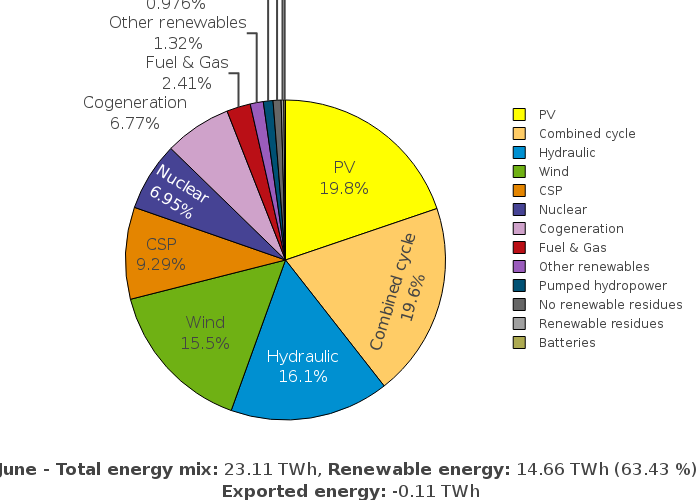 0.976%
Other renewables
1.32%
Fuel & Gas
2.41%
Cogeneration
6.77%
Nuclear
6.95%
CSP
9.29%
Wind
15.5%
Hydraulic
16.1%
Combined cycle
19.6%
PV
19.8%
PV
Combined cycle
Hydraulic
Wind
CSP
Nuclear
Cogeneration
Fuel & Gas
Other renewables
Pumped hydropower
No renewable residues
Renewable residues
Batteries
June - Total energy mix: 23.11 TWh, Renewable energy: 14.66 TWh (63.43 %)
Exported energy: -0.11 TWh